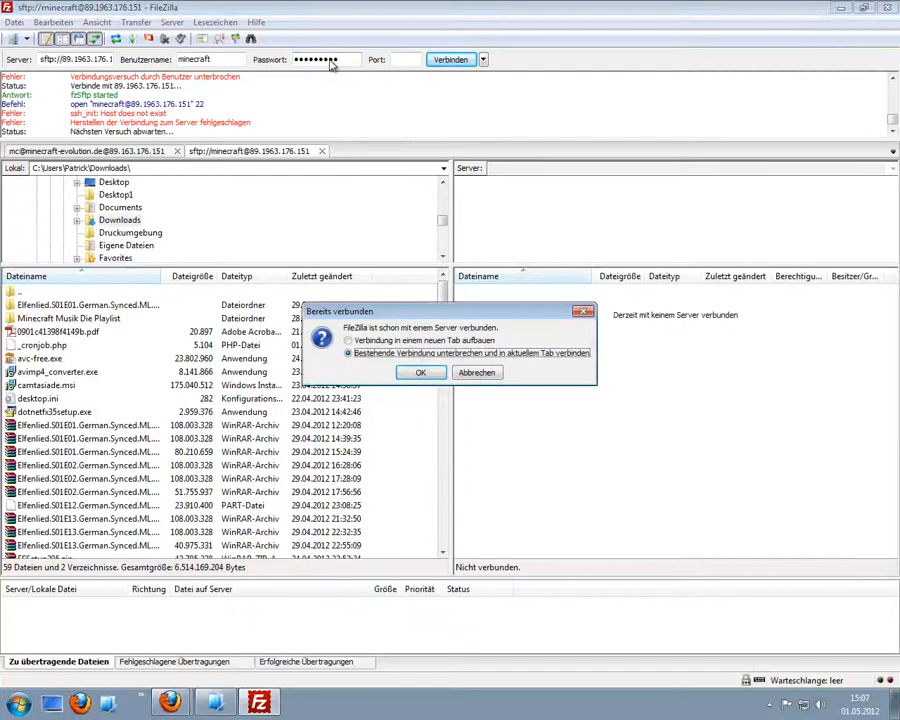 sftp://minecraft@89.1963.176.151 - FileZilla
Datei Bearbeiten Ansicht Transfer Server Lesezeichen Hilfe
Server: sftp://89.1963.176.1 Benutzername: minecraft Passwort: ●●●●●●●●● Port: Verbinden
Fehler: Verbindungsversuch durch Benutzer unterbrochen
Status: Verbinde mit 89.1963.176.151...
Antwort: fzSftp started
Befehl: open "minecraft@89.1963.176.151" 22
Fehler: ssh_init: Host does not exist
Fehler: Herstellen der Verbindung zum Server fehlgeschlagen
Status: Nächsten Versuch abwarten...
mc@minecraft-evolution.de@89.1963.176.151 sftp://minecraft@89.1963.176.151
Lokal: C:\Users\Patrick\Downloads\ Server:
Desktop
Desktop1
Documents
Downloads
Druckumgebung
Eigene Dateien
Favorites
Dateiname Dateigröße Dateityp Zuletzt geändert
Dateiname Dateigröße Dateityp Zuletzt geändert Berechtigu... Besitzer/Gr...
..
Elfenlied.S01E01.German.Synced.ML.... Dateiordner
Minecraft Musik Die Playlist Dateiordner
0901c41398f4149b.pdf 20.897 Adobe Acroba...
_cronjob.php 5.104 PHP-Datei
avc-free.exe 23.802.960 Anwendung
avimp4_converter.exe 8.141.866 Anwendung
camtasiade.msi 175.040.512 Windows Insta...
desktop.ini 282 Konfigurations... 22.04.2012 23:41:23
dotnetfx35setup.exe 2.959.376 Anwendung 23.04.2012 14:42:46
Elfenlied.S01E01.German.Synced.ML.... 108.003.328 WinRAR-Archiv 29.04.2012 12:20:08
Elfenlied.S01E01.German.Synced.ML.... 108.003.328 WinRAR-Archiv 29.04.2012 14:39:35
Elfenlied.S01E01.German.Synced.ML.... 80.210.659 WinRAR-Archiv 29.04.2012 15:24:39
Elfenlied.S01E02.German.Synced.ML.... 108.003.328 WinRAR-Archiv 29.04.2012 16:28:06
Elfenlied.S01E02.German.Synced.ML.... 108.003.328 WinRAR-Archiv 29.04.2012 17:28:09
Elfenlied.S01E02.German.Synced.ML.... 51.755.937 WinRAR-Archiv 29.04.2012 17:56:56
Elfenlied.S01E12.German.Synced.ML.... 23.910.400 PART-Datei 27.04.2012 23:08:25
Elfenlied.S01E13.German.Synced.ML.... 108.003.328 WinRAR-Archiv 29.04.2012 21:32:50
Elfenlied.S01E13.German.Synced.ML.... 108.003.328 WinRAR-Archiv 29.04.2012 22:32:35
Elfenlied.S01E13.German.Synced.ML.... 40.975.331 WinRAR-Archiv 29.04.2012 22:55:09
Derzeit mit keinem Server verbunden
Bereits verbunden
FileZilla ist schon mit einem Server verbunden.
Verbindung in einem neuen Tab aufbauen
Bestehende Verbindung unterbrechen und in aktuellem Tab verbinden
OK Abbrechen
59 Dateien und 2 Verzeichnisse. Gesamtgröße: 6.514.169.204 Bytes
Nicht verbunden.
Server/Lokale Datei Richtung Datei auf Server Größe Priorität Status
Zu übertragende Dateien Fehlgeschlagene Übertragungen Erfolgreiche Übertragungen
Warteschlange: leer
15:07
01.05.2012